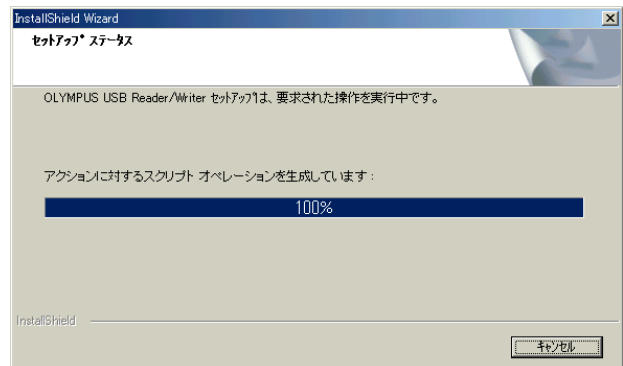 InstallShield Wizard
ｾｯﾄｱｯﾌﾟ ｽﾃｰﾀｽ
OLYMPUS USB Reader/Writer ｾｯﾄｱｯﾌﾟは、要求された操作を実行中です。
アクションに対するスクリプト オペレーションを生成しています:
100%
InstallShield
ｷｬﾝｾﾙ